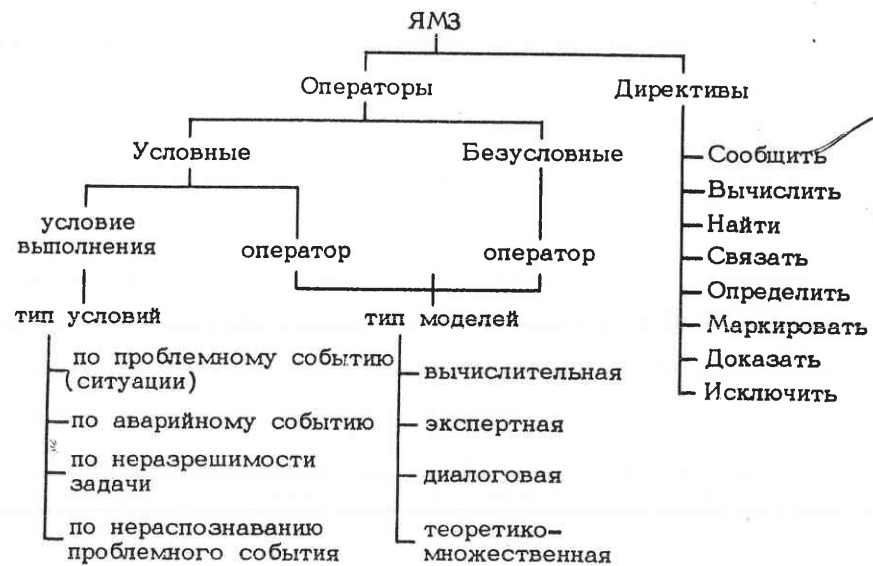 ЯМЗ
Операторы
Директивы
Условные
Безусловные
условие
выполнения
оператор
оператор
тип условий
тип моделей
по проблемному событию
(ситуации)
по аварийному событию
по неразрешимости
задачи
по нераспознаванию
проблемного события
вычислительная
экспертная
диалоговая
теоретико-
множественная
Сообщить
Вычислить
Найти
Связать
Определить
Маркировать
Доказать
Исключить